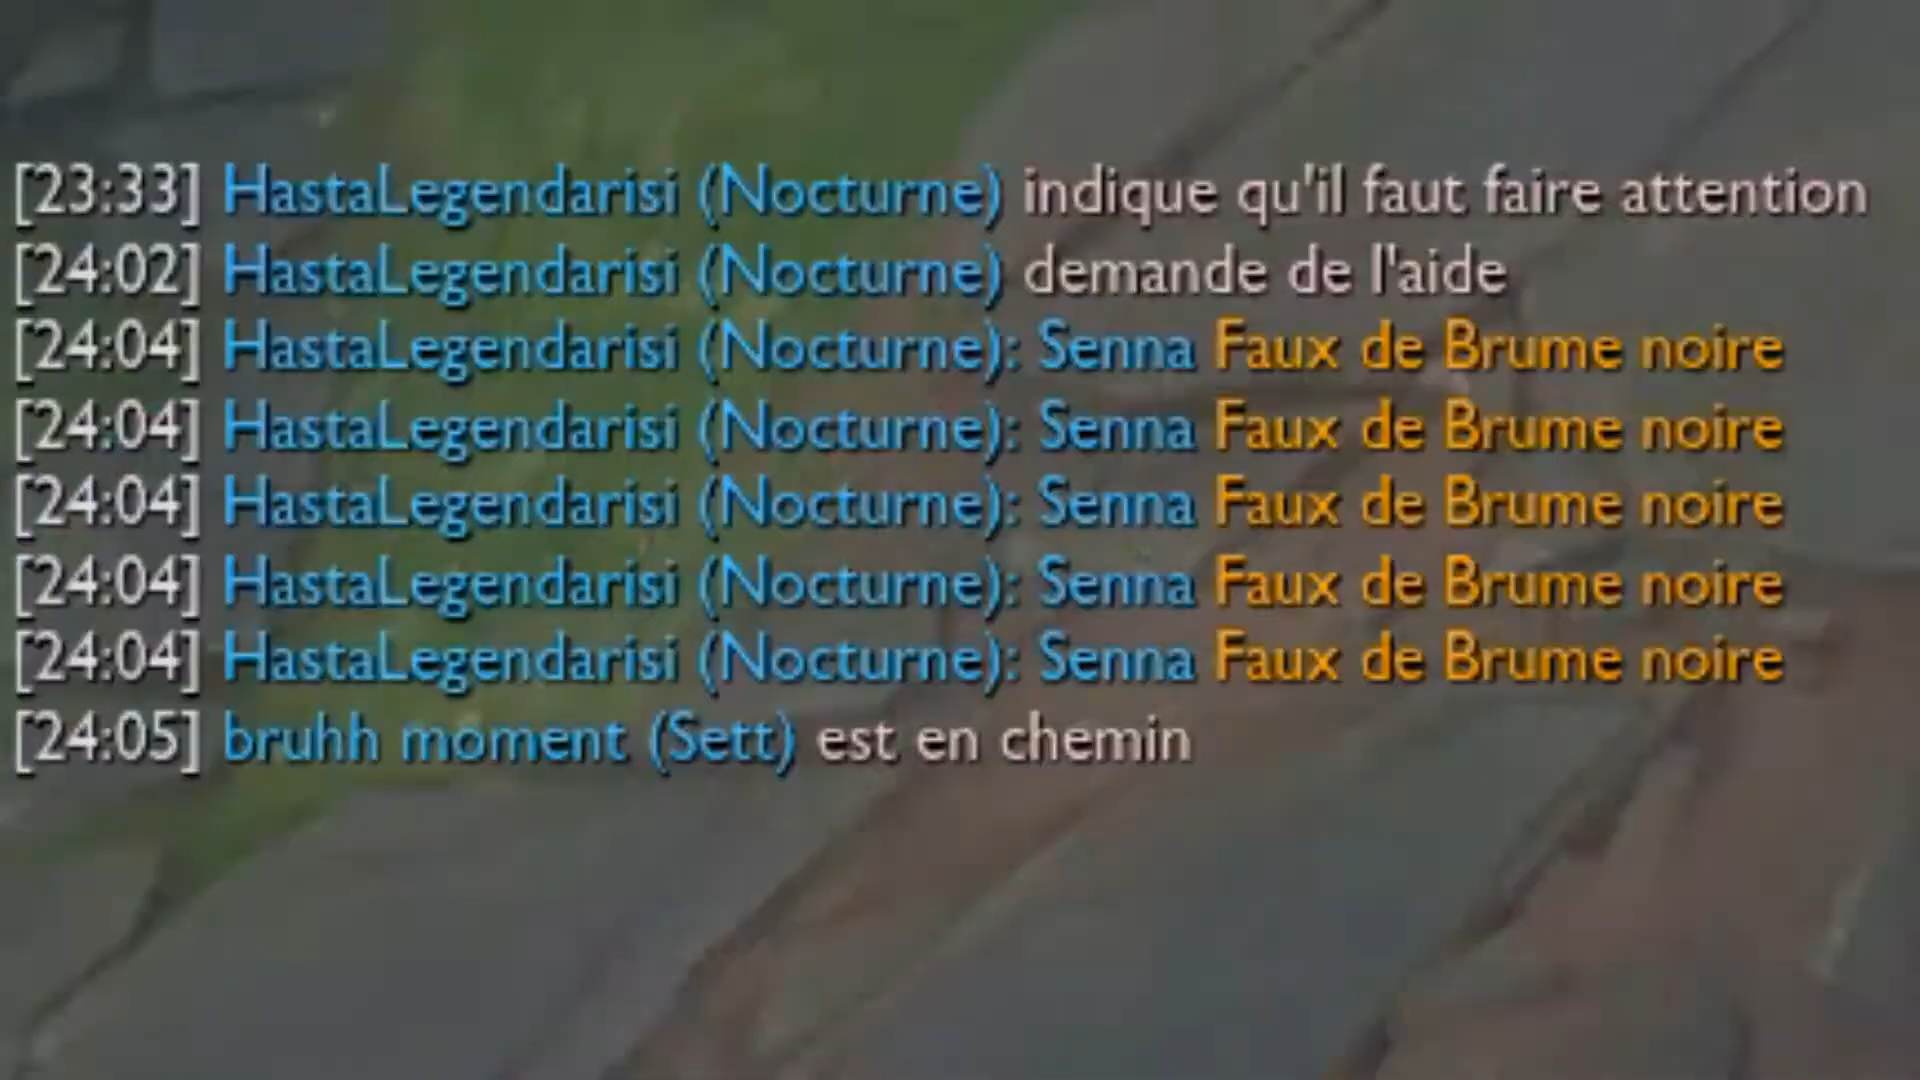 [23:33] HastaLegendarisi (Nocturne) indique qu'il faut faire attention
[24:02] HastaLegendarisi (Nocturne) demande de l'aide
[24:04] HastaLegendarisi (Nocturne): Senna Faux de Brume noire
[24:04] HastaLegendarisi (Nocturne): Senna Faux de Brume noire
[24:04] HastaLegendarisi (Nocturne): Senna Faux de Brume noire
[24:04] HastaLegendarisi (Nocturne): Senna Faux de Brume noire
[24:04] HastaLegendarisi (Nocturne): Senna Faux de Brume noire
[24:05] bruhh moment (Sett) est en chemin